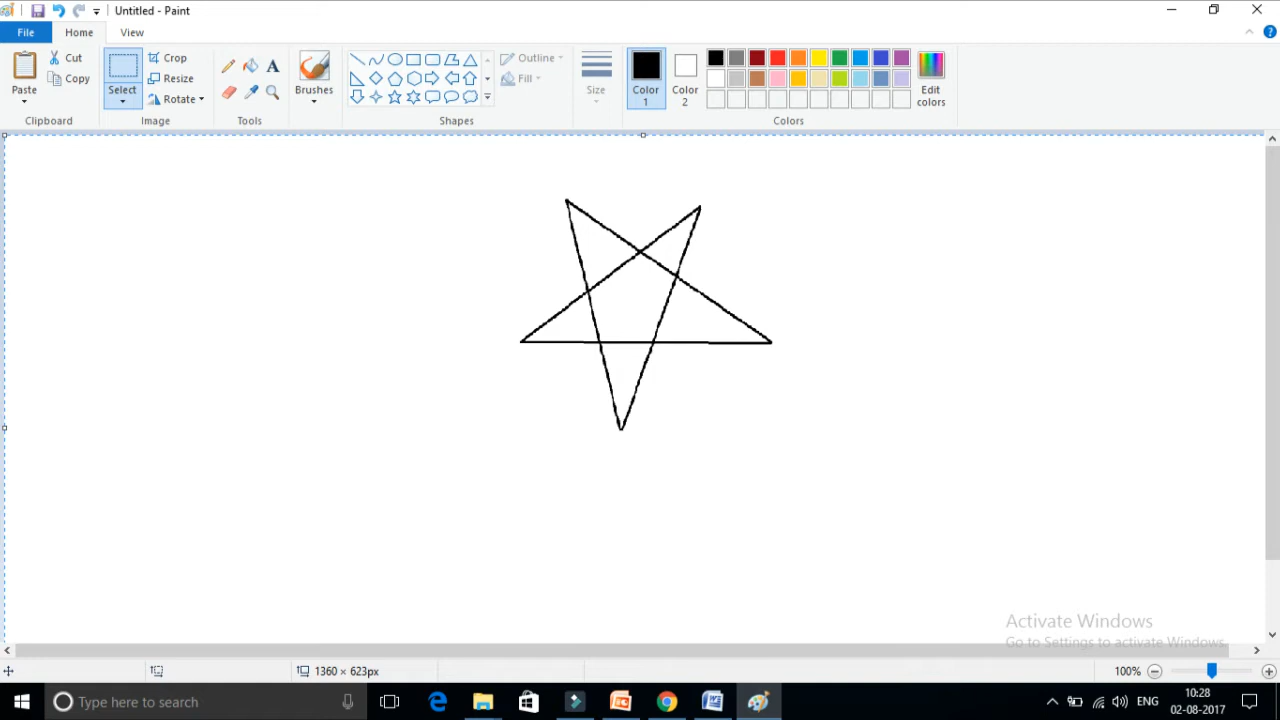 Untitled - Paint
File Home View
Paste
Cut
Copy
Clipboard
Select
Crop
Resize
Rotate
Image
A
Tools
Brushes
Outline
Fill
Shapes
Size
Color 1
Color 2
Edit colors
Colors
Activate Windows
Go to Settings to activate Windows.
1360 × 623px
100%
Type here to search
ENG
10:28
02-08-2017